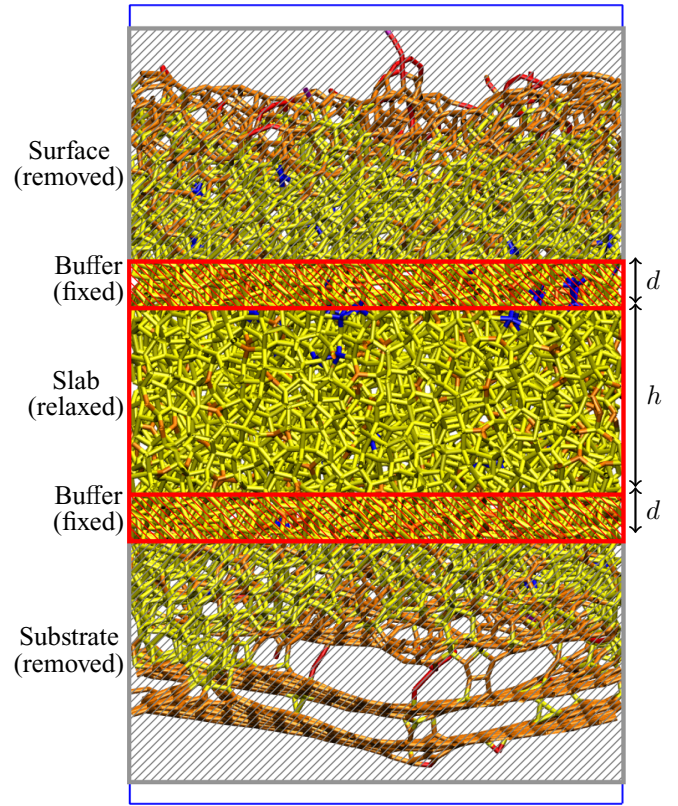 Surface
(removed)
Buffer
(fixed)
d
Slab
(relaxed)
h
Buffer
(fixed)
d
Substrate
(removed)